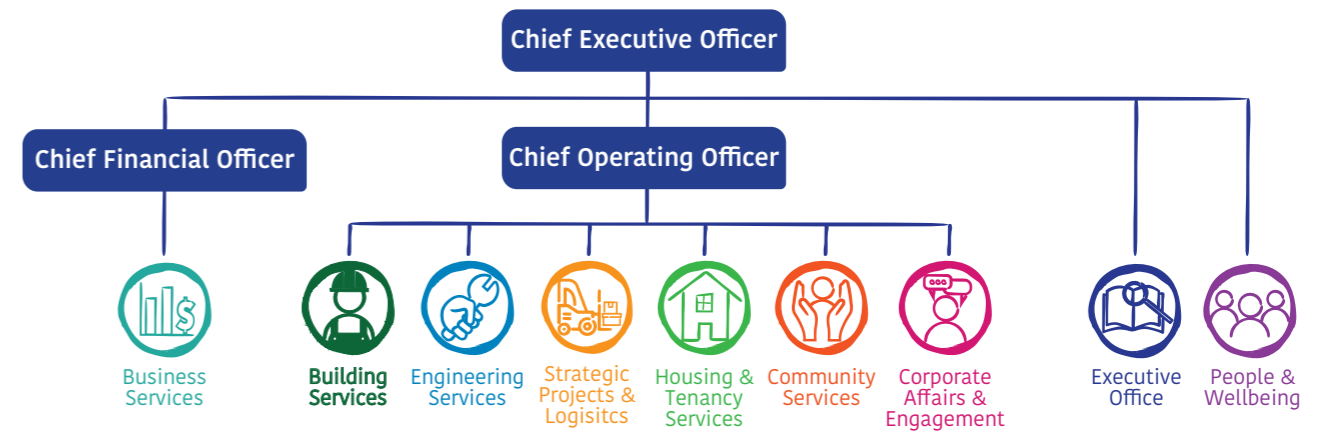 Chief Executive Officer
Chief Financial Officer
Chief Operating Officer
Business
Services
Building
Services
Engineering
Services
Strategic
Projects &
Logisitcs
Housing &
Tenancy
Services
Community
Services
Corporate
Affairs &
Engagement
Executive
Office
People &
Wellbeing